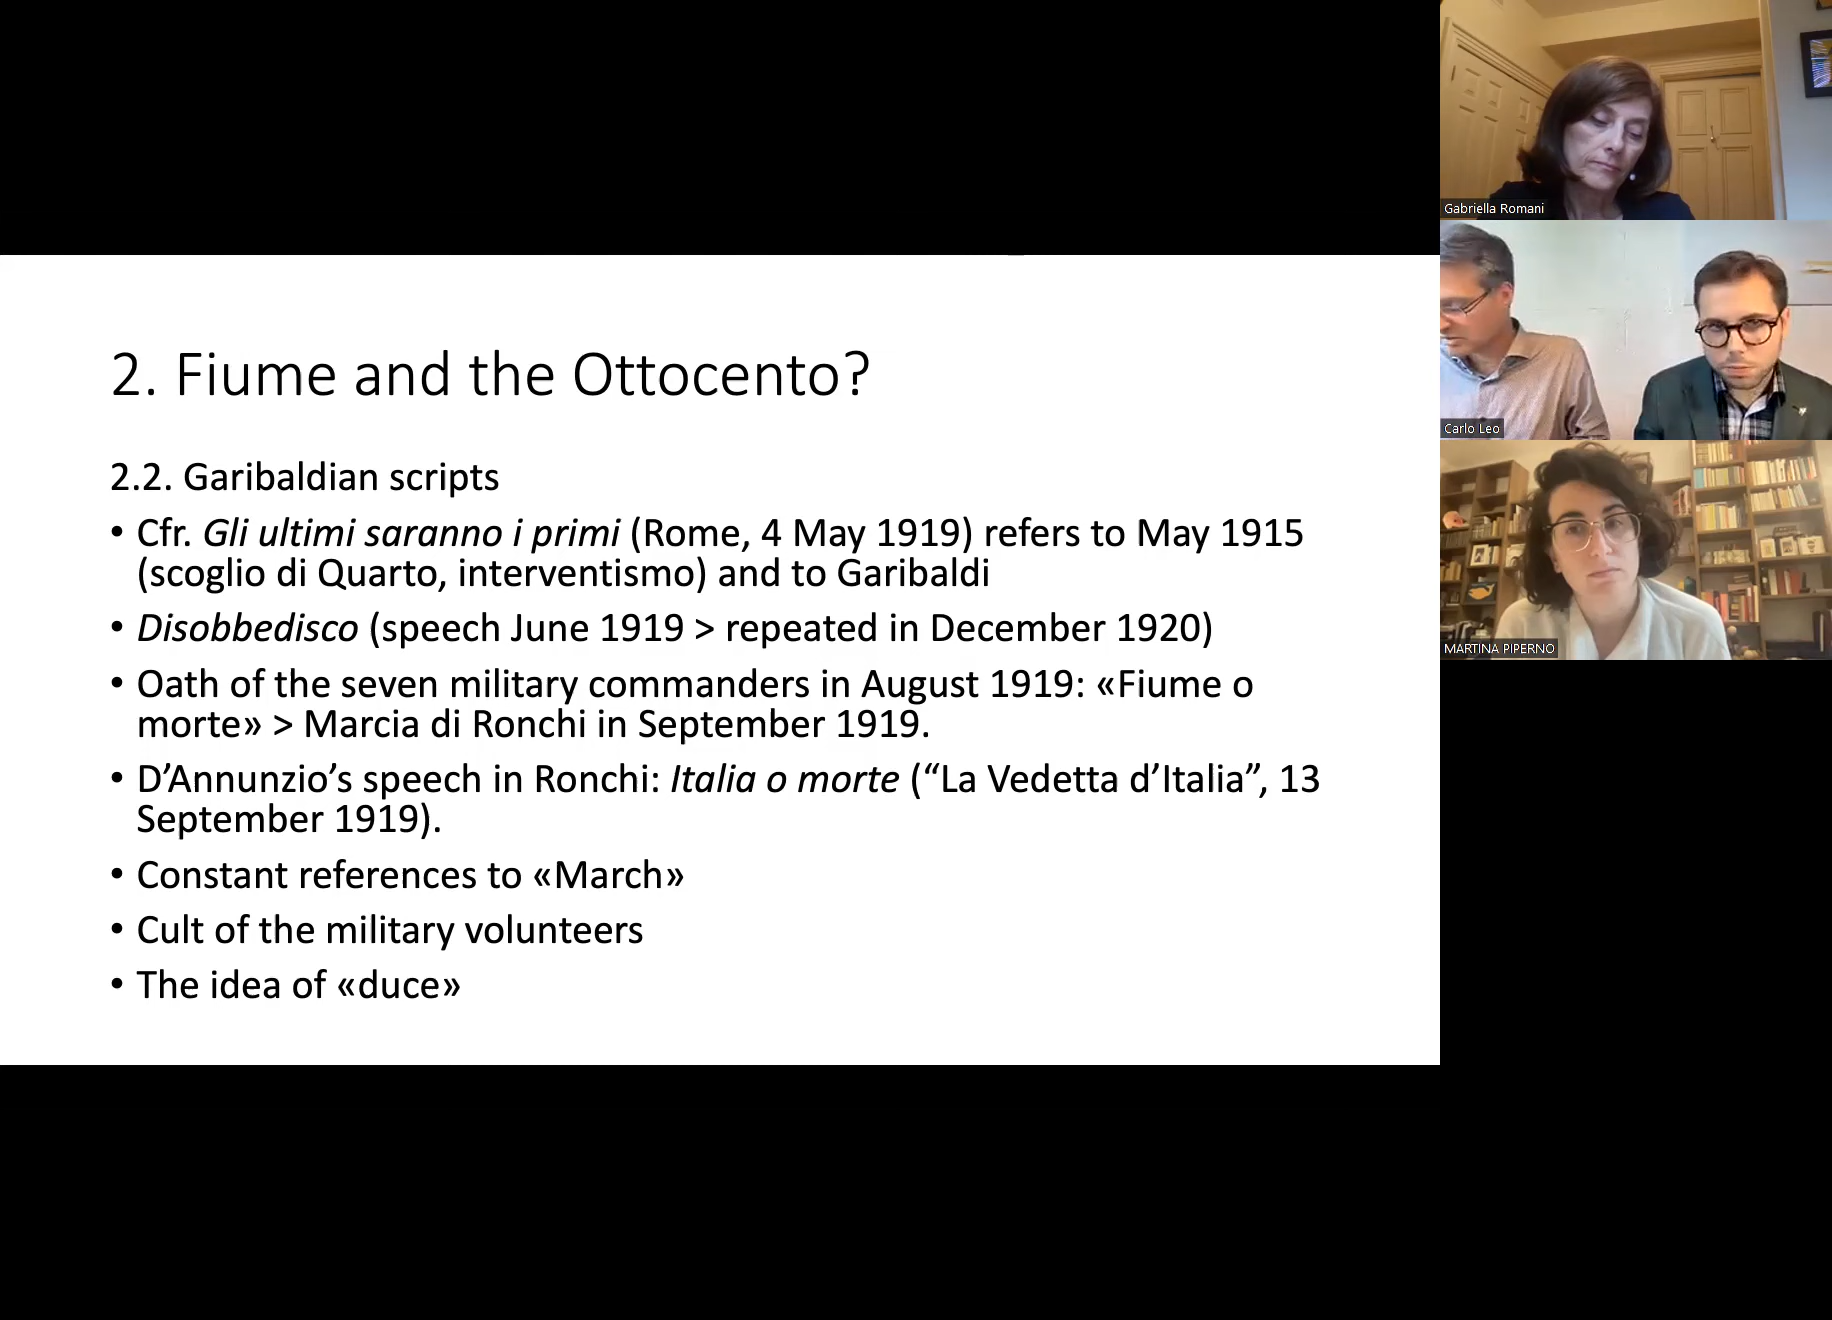 2. Fiume and the Ottocento?
2.2. Garibaldian scripts
• Cfr. Gli ultimi saranno i primi (Rome, 4 May 1919) refers to May 1915
(scoglio di Quarto, interventismo) and to Garibaldi
• Disobbedisco (speech June 1919 > repeated in December 1920)
• Oath of the seven military commanders in August 1919: «Fiume o
morte» > Marcia di Ronchi in September 1919.
• D’Annunzio’s speech in Ronchi: Italia o morte (“La Vedetta d’Italia”, 13
September 1919).
• Constant references to «March»
• Cult of the military volunteers
• The idea of «duce»
Gabriella Romani
Carlo Leo
MARTINA PIPERNO